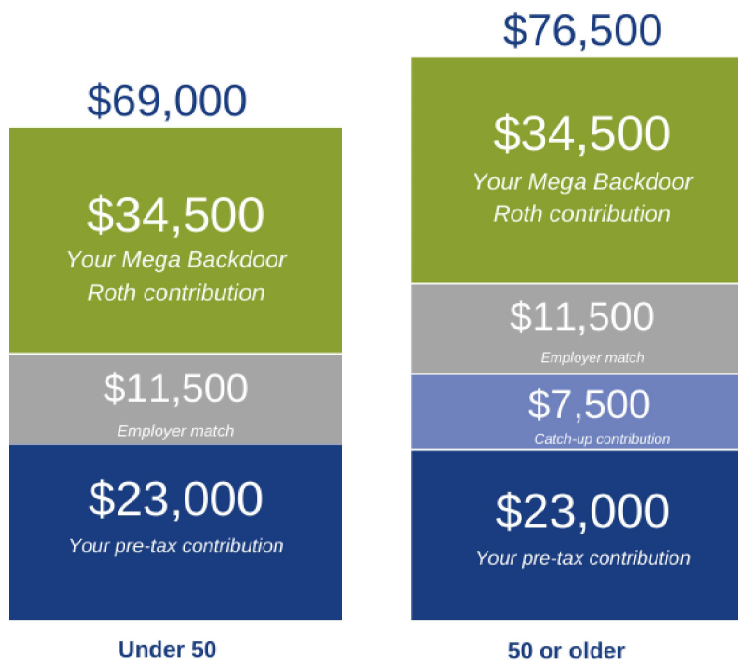 $69,000
$34,500
Your Mega Backdoor
Roth contribution
$11,500
Employer match
$23,000
Your pre-tax contribution
Under 50
$76,500
$34,500
Your Mega Backdoor
Roth contribution
$11,500
Employer match
$7,500
Catch-up contribution
$23,000
Your pre-tax contribution
50 or older